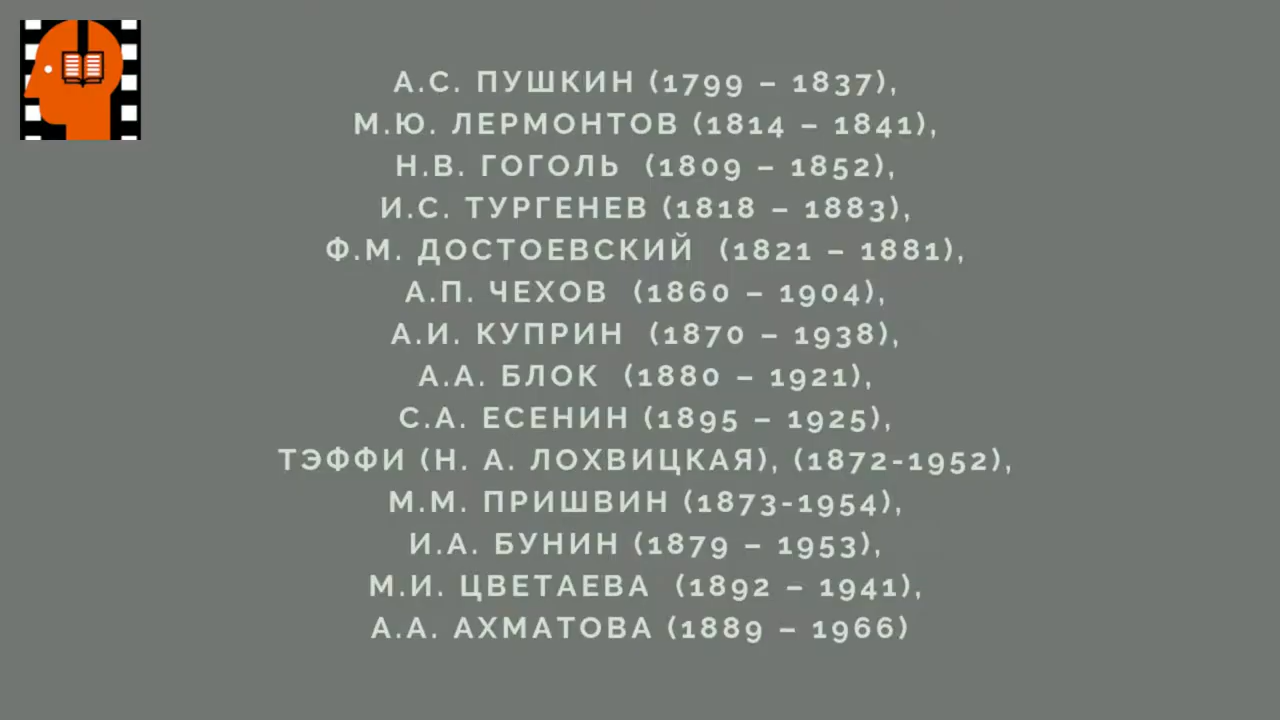 А.С. ПУШКИН (1799 – 1837),
М.Ю. ЛЕРМОНТОВ (1814 – 1841),
Н.В. ГОГОЛЬ (1809 – 1852),
И.С. ТУРГЕНЕВ (1818 – 1883),
Ф.М. ДОСТОЕВСКИЙ (1821 – 1881),
А.П. ЧЕХОВ (1860 – 1904),
А.И. КУПРИН (1870 – 1938),
А.А. БЛОК (1880 – 1921),
С.А. ЕСЕНИН (1895 – 1925),
ТЭФФИ (Н. А. ЛОХВИЦКАЯ), (1872-1952),
М.М. ПРИШВИН (1873-1954),
И.А. БУНИН (1879 – 1953),
М.И. ЦВЕТАЕВА (1892 – 1941),
А.А. АХМАТОВА (1889 – 1966)